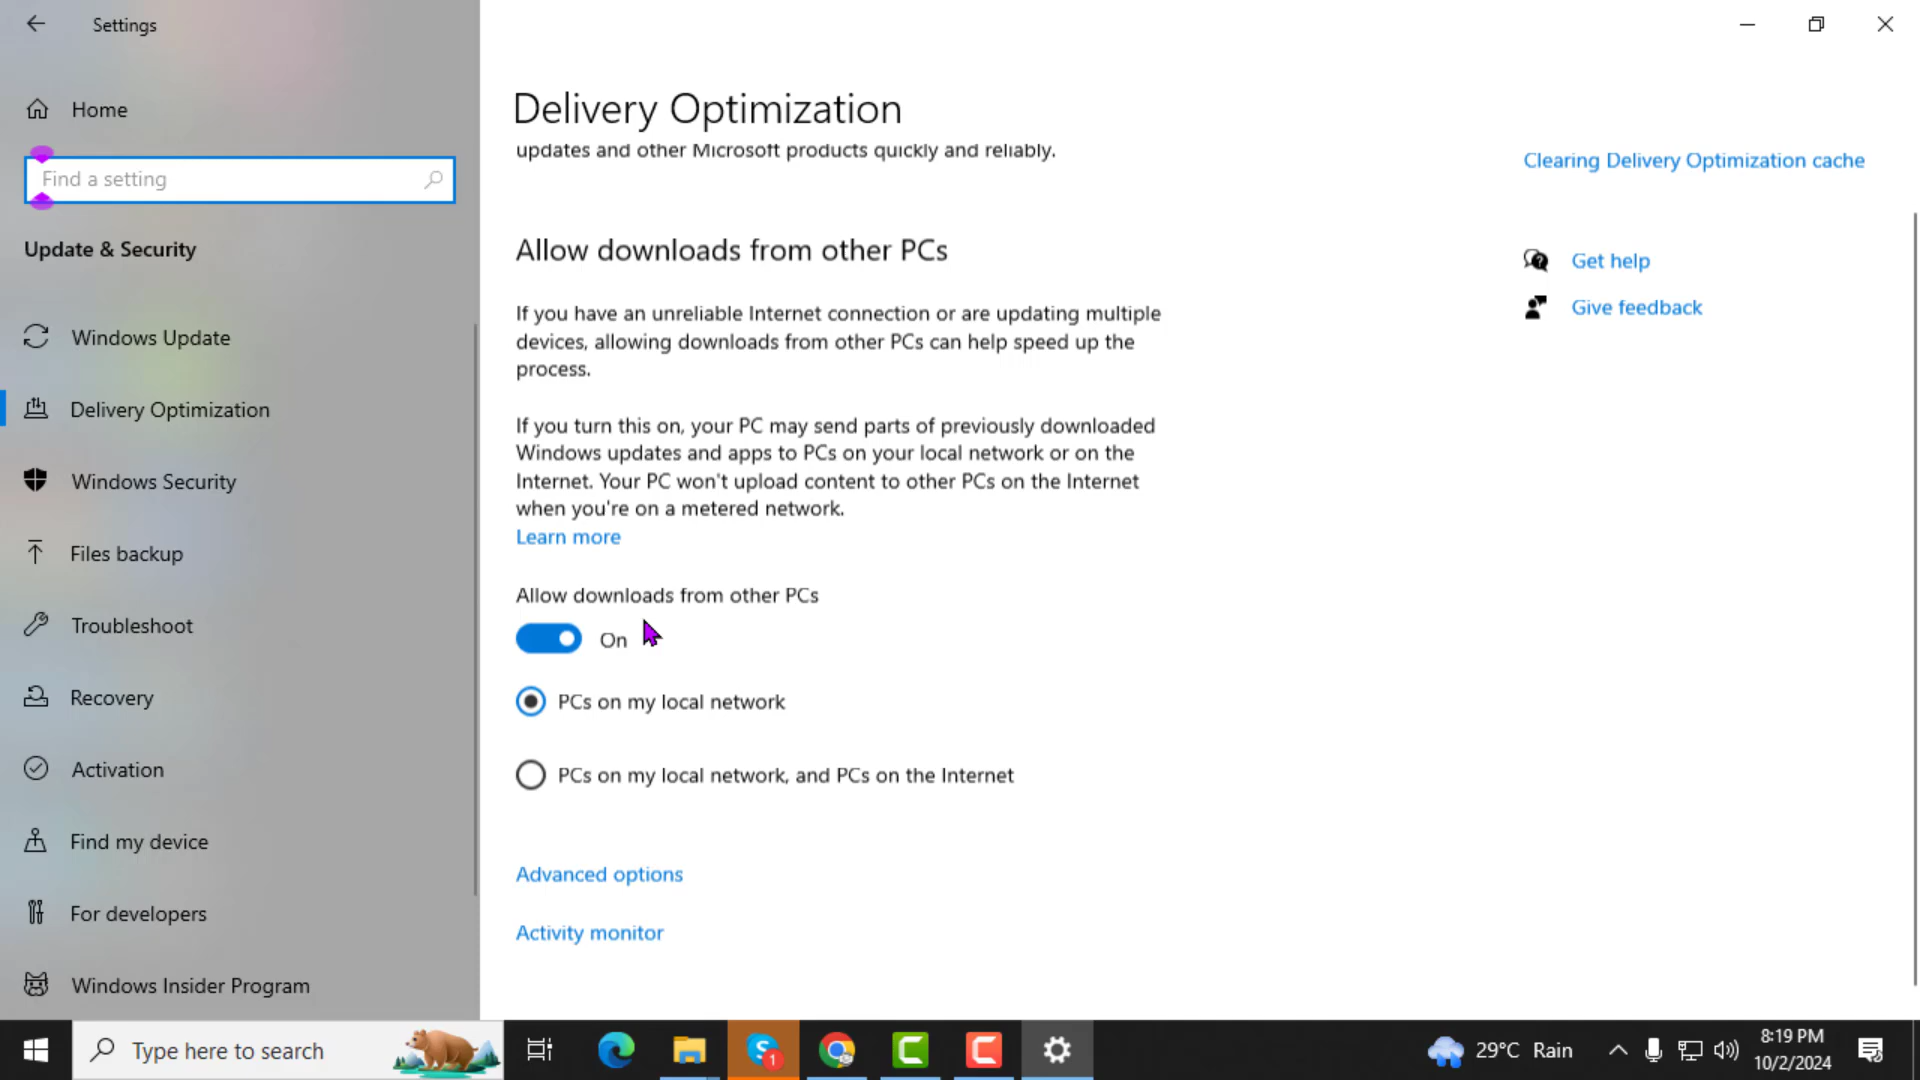 Settings
Home
Find a setting
Update & Security
Windows Update
Delivery Optimization
Windows Security
Files backup
Troubleshoot
Recovery
Activation
Find my device
For developers
Windows Insider Program
Delivery Optimization
updates and other Microsoft products quickly and reliably.
Allow downloads from other PCs
If you have an unreliable Internet connection or are updating multiple
devices, allowing downloads from other PCs can help speed up the
process.
If you turn this on, your PC may send parts of previously downloaded
Windows updates and apps to PCs on your local network or on the
Internet. Your PC won't upload content to other PCs on the Internet
when you're on a metered network.
Learn more
Allow downloads from other PCs
On
PCs on my local network
PCs on my local network, and PCs on the Internet
Advanced options
Activity monitor
Clearing Delivery Optimization cache
Get help
Give feedback
Type here to search
1
29°C Rain
8:19 PM
10/2/2024